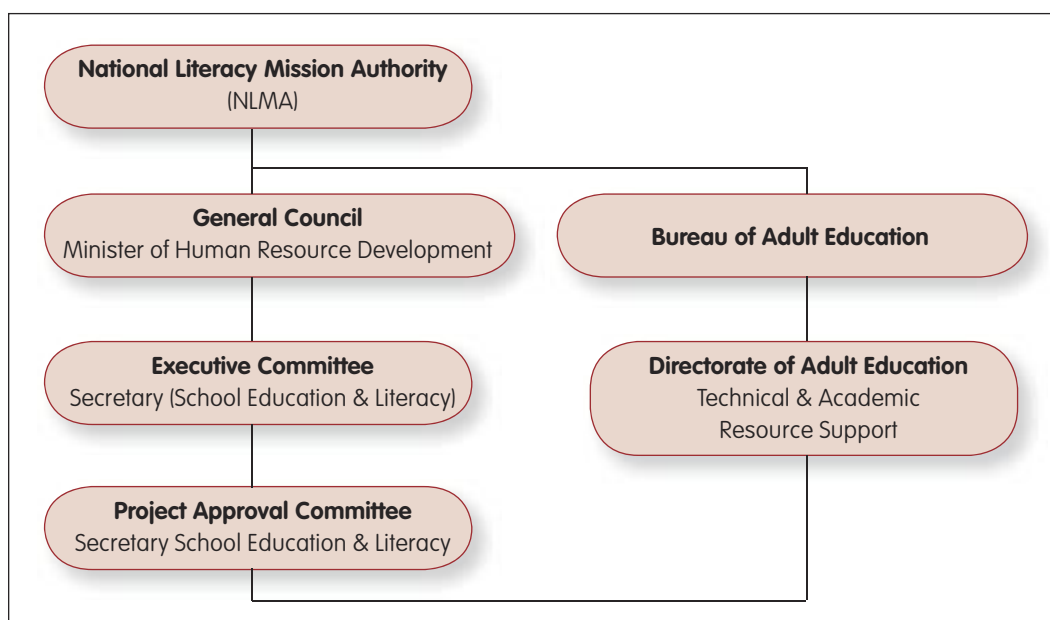 National Literacy Mission Authority
(NLMA)
General Council
Minister of Human Resource Development
Bureau of Adult Education
Executive Committee
Secretary (School Education & Literacy)
Directorate of Adult Education
Technical & Academic
Resource Support
Project Approval Committee
Secretary School Education & Literacy